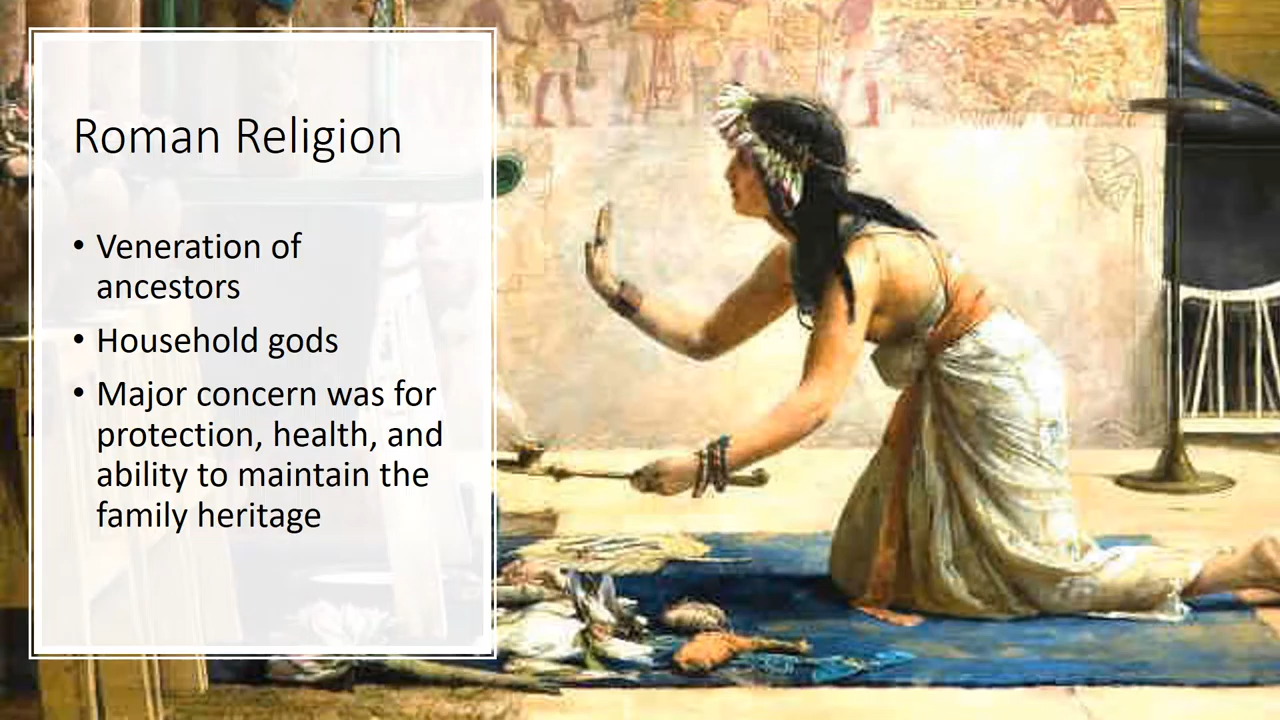 Roman Religion
• Veneration of
ancestors
• Household gods
• Major concern was for
protection, health, and
ability to maintain the
family heritage